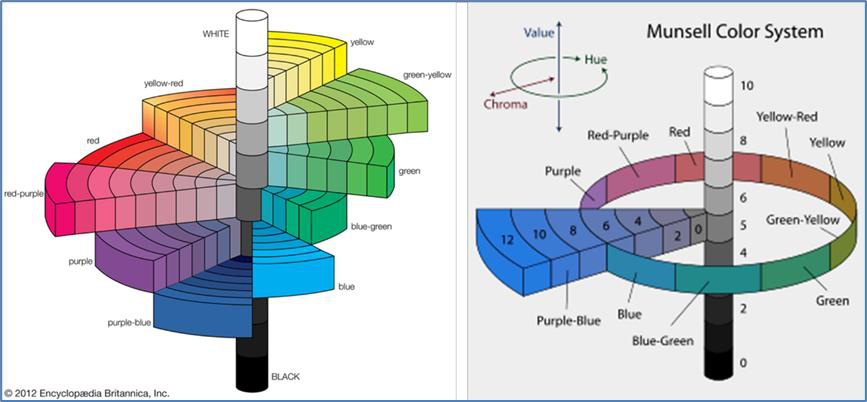 WHITE
yellow
green-yellow
yellow-red
red
green
red-purple
blue-green
purple
blue
purple-blue
BLACK
© 2012 Encyclopædia Britannica, Inc.
Munsell Color System
Value
Hue
Chroma
10
8
6
5
4
2
0
Yellow-Red
Red
Red-Purple
Yellow
Purple
Green-Yellow
12 10 8 6 4 2 0
Green
Purple-Blue
Blue
Blue-Green